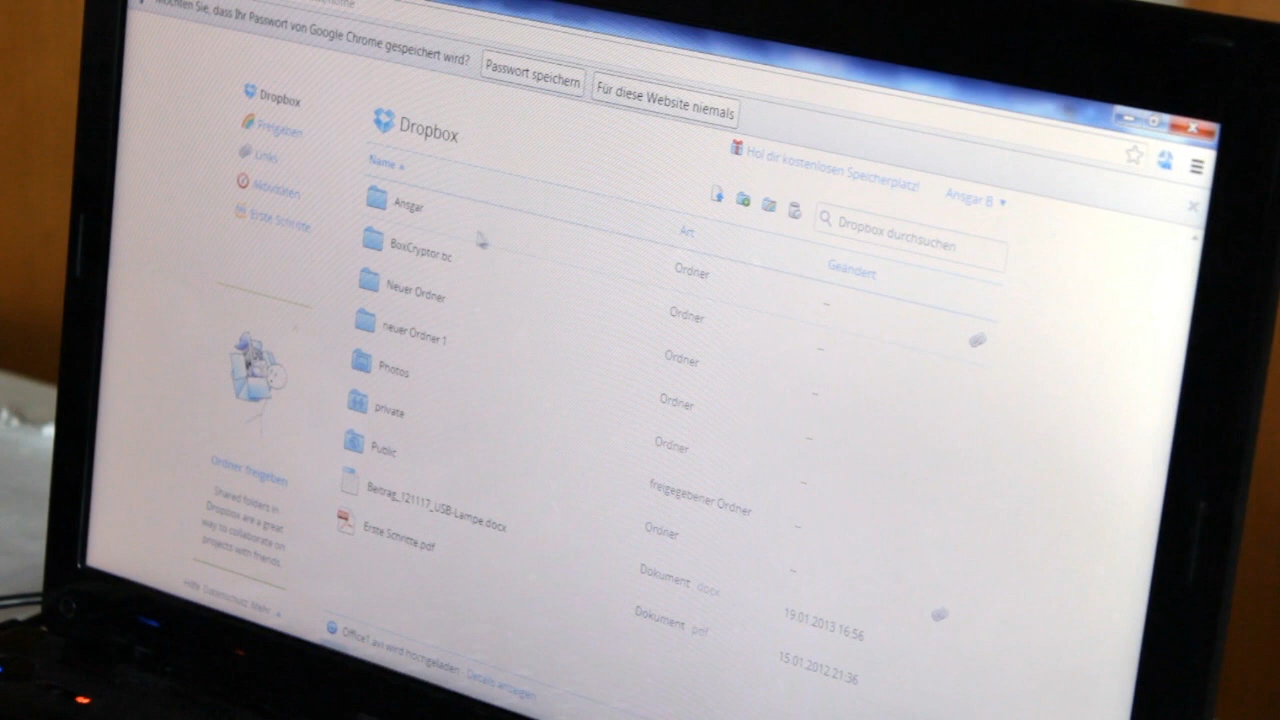 Möchten Sie, dass Ihr Passwort von Google Chrome gespeichert wird?
Passwort speichern
Für diese Website niemals
Dropbox
Freigaben
Links
Aktivitäten
Erste Schritte
Ordner freigeben
Shared folders in
Dropbox are a great
way to collaborate on
projects with friends.
Hilfe Datenschutz Mehr
Dropbox
Hol dir kostenlosen Speicherplatz!
Ansgar B
Dropbox durchsuchen
Name Art Geändert
Ansgar Ordner --
BoxCryptor.bc Ordner --
Neuer Ordner Ordner --
neuer Ordner 1 Ordner --
Photos Ordner --
private freigegebener Ordner --
Public Ordner --
Beitrag_121117_USB-Lampe.docx Dokument docx 19.01.2013 16:56
Erste Schritte.pdf Dokument pdf 15.01.2012 21:36
Office1.avi wird hochgeladen · Details anzeigen